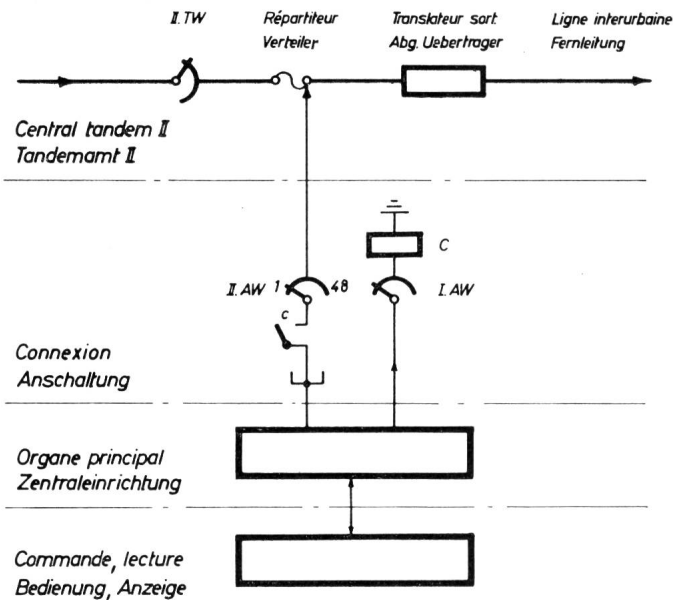 II. TW
Répartiteur
Verteiler
Translateur sort.
Abg. Uebertrager
Ligne interurbaine
Fernleitung
Central tandem II
Tandemamt II
C
II. AW
1
48
I. AW
c
Connexion
Anschaltung
Organe principal
Zentraleinrichtung
Commande, lecture
Bedienung, Anzeige